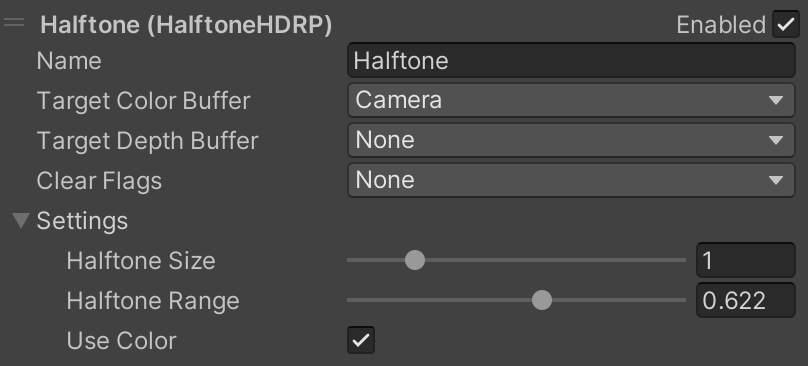 Halftone (HalftoneHDRP) Enabled
Name Halftone
Target Color Buffer Camera
Target Depth Buffer None
Clear Flags None
Settings
Halftone Size 1
Halftone Range 0.622
Use Color